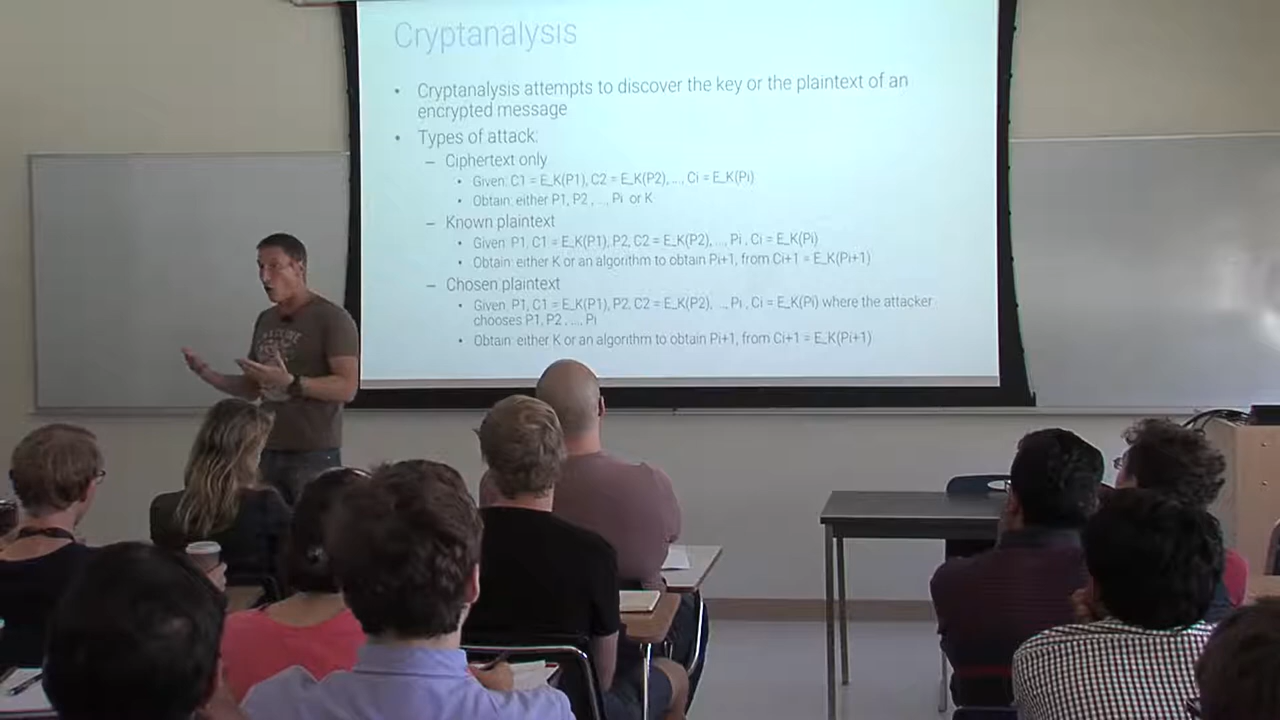 Cryptanalysis
• Cryptanalysis attempts to discover the key or the plaintext of an
encrypted message
• Types of attack:
– Ciphertext only
• Given: C1 = E_K(P1), C2 = E_K(P2), ..., Ci = E_K(Pi)
• Obtain: either P1, P2 , ..., Pi or K
– Known plaintext
• Given: P1, C1 = E_K(P1), P2, C2 = E_K(P2), ..., Pi , Ci = E_K(Pi)
• Obtain: either K or an algorithm to obtain Pi+1, from Ci+1 = E_K(Pi+1)
– Chosen plaintext
• Given: P1, C1 = E_K(P1), P2, C2 = E_K(P2), ..., Pi , Ci = E_K(Pi) where the attacker
chooses P1, P2 , ..., Pi
• Obtain: either K or an algorithm to obtain Pi+1, from Ci+1 = E_K(Pi+1)